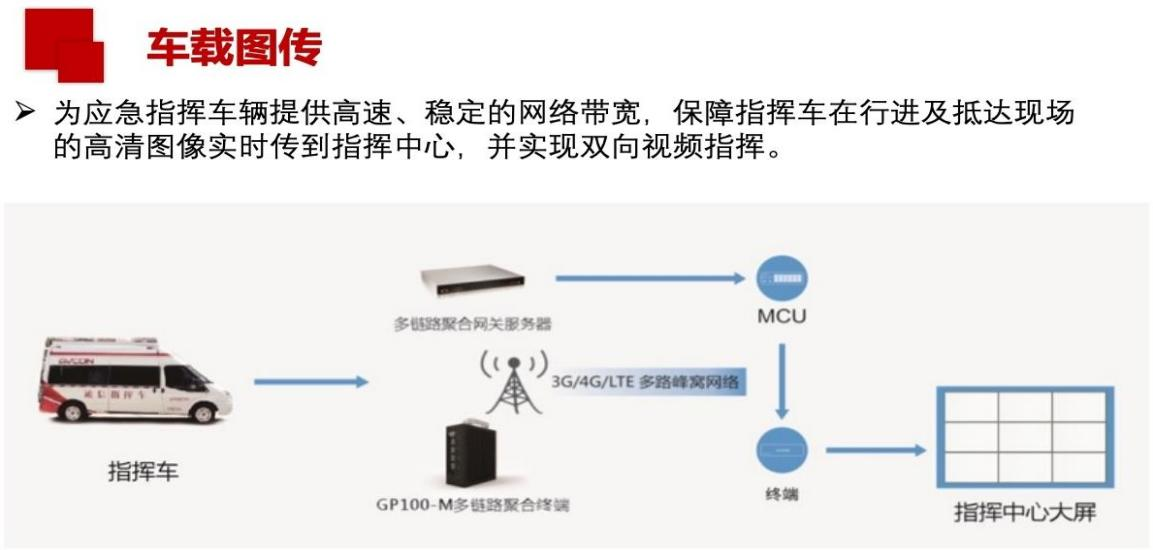 车载图传
➢ 为应急指挥车辆提供高速、稳定的网络带宽，保障指挥车在行进及抵达现场
的高清图像实时传到指挥中心，并实现双向视频指挥。
多链路聚合网关服务器
MCU
AVCON
通信指挥车
3G/4G/LTE 多路峰窝网络
指挥车
GP100-M多链路聚合终端
终端
指挥中心大屏